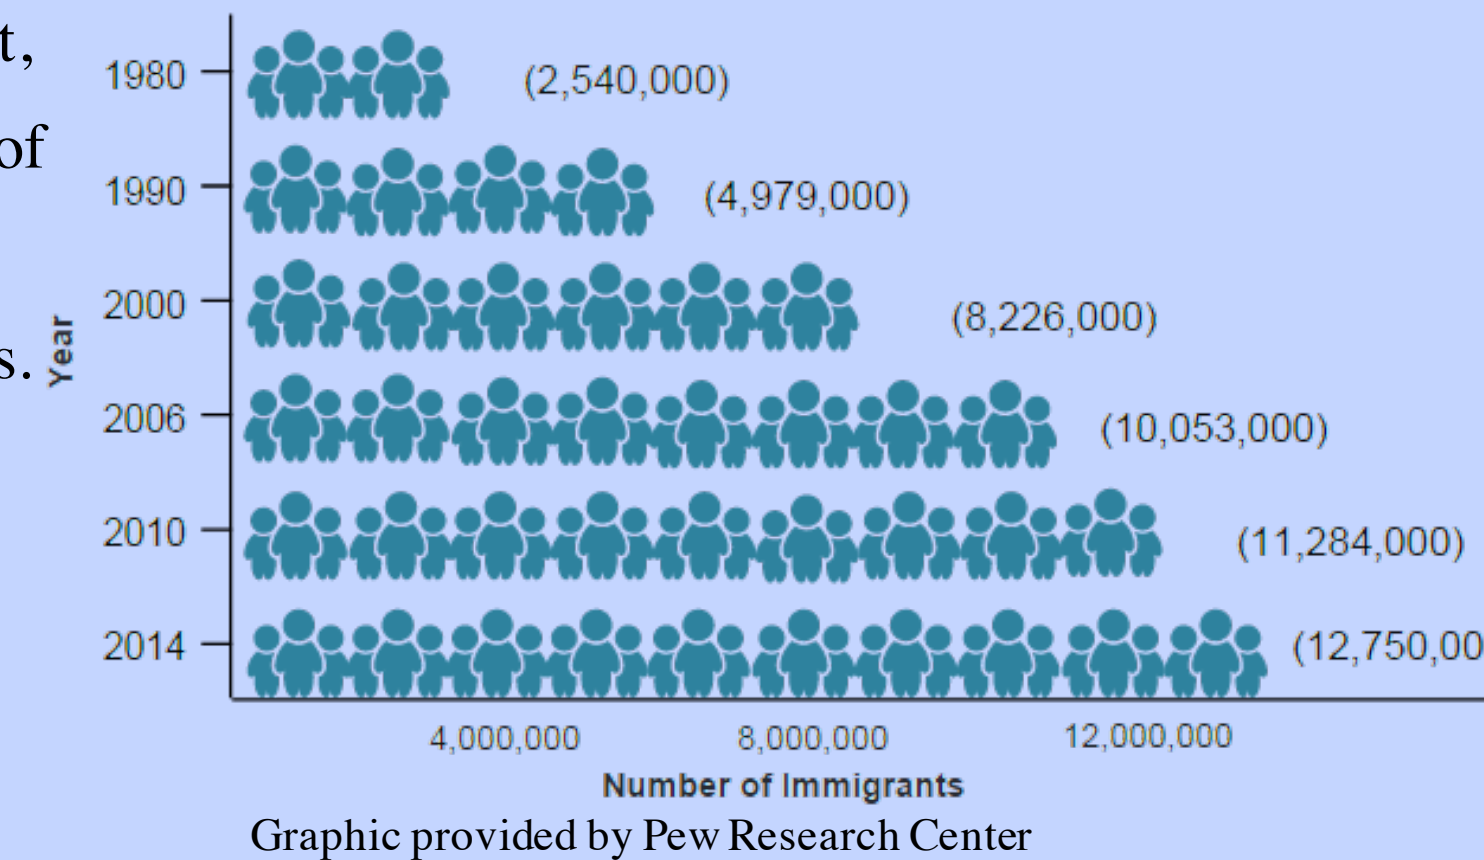 t,
of
s.
Year
1980 (2,540,000)
1990 (4,979,000)
2000 (8,226,000)
2006 (10,053,000)
2010 (11,284,000)
2014 (12,750,00
4,000,000 8,000,000 12,000,000
Number of Immigrants
Graphic provided by Pew Research Center